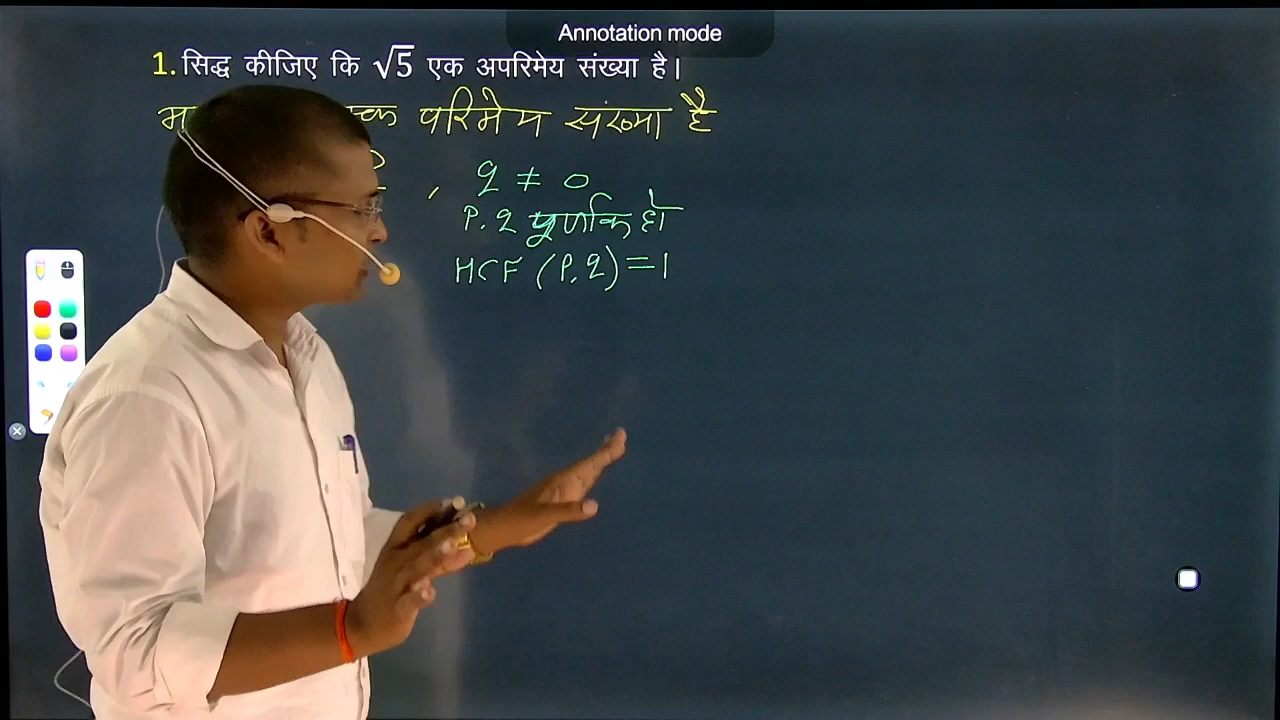 Annotation mode
1. सिद्ध कीजिए कि √5 एक अपरिमेय संख्या है।
परिमेय संख्या है
, q ≠ 0
P. q पूर्णांक हो
HCF (P, q) = 1